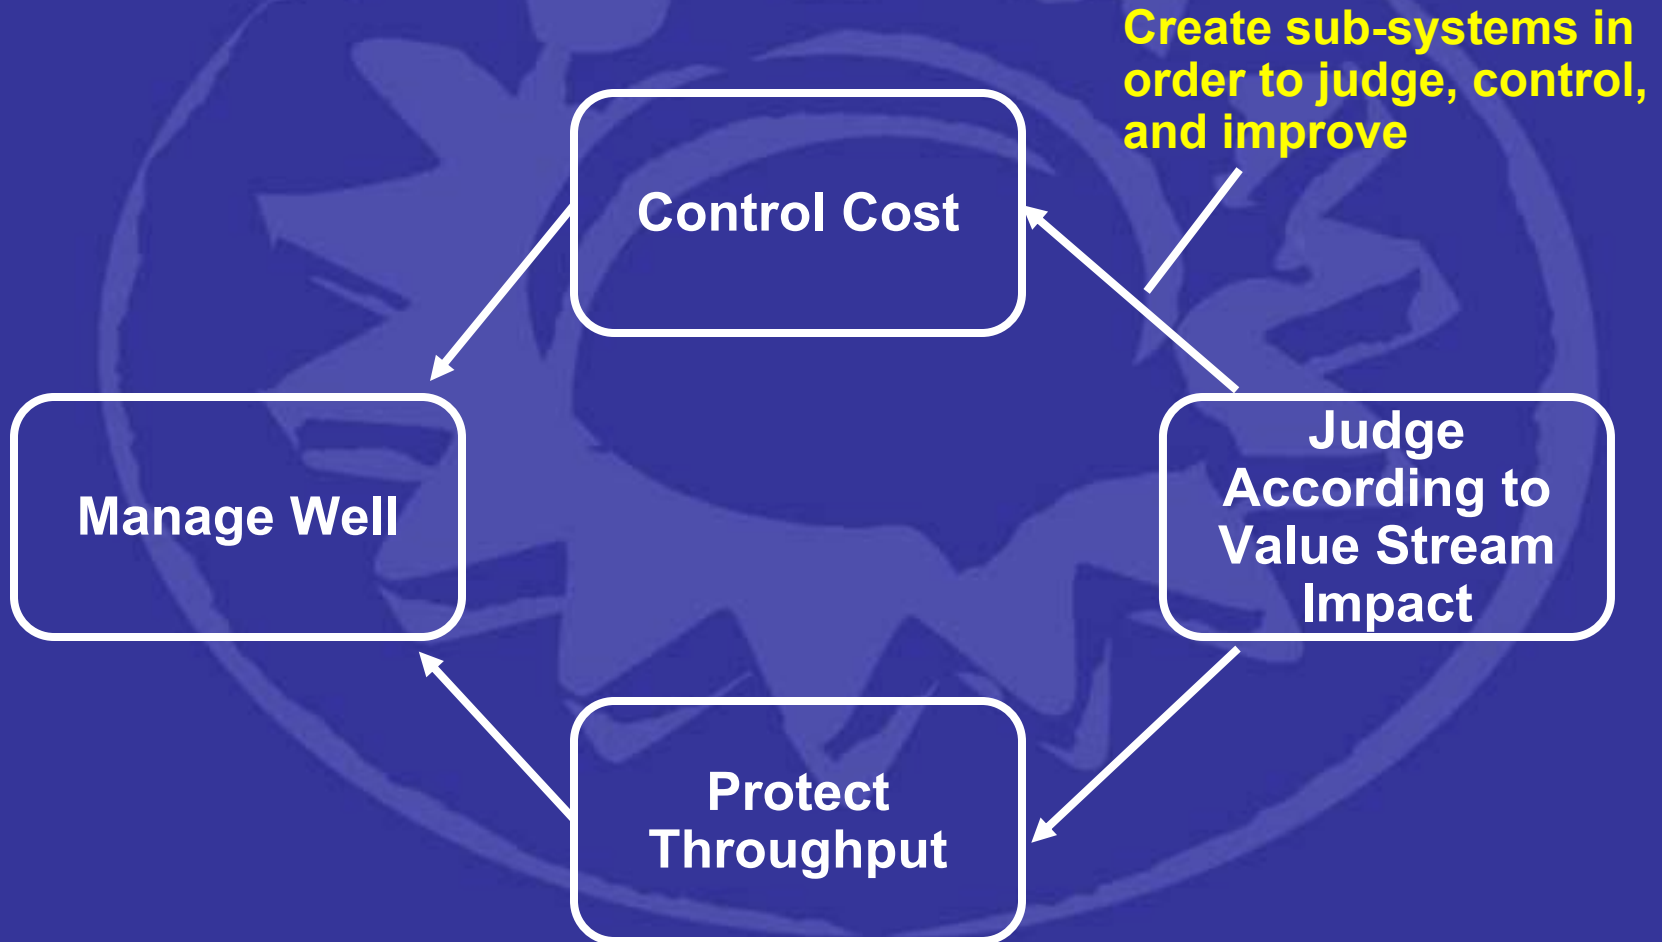 Create sub-systems in
order to judge, control,
and improve
Control Cost
Manage Well
Judge
According to
Value Stream
Impact
Protect
Throughput